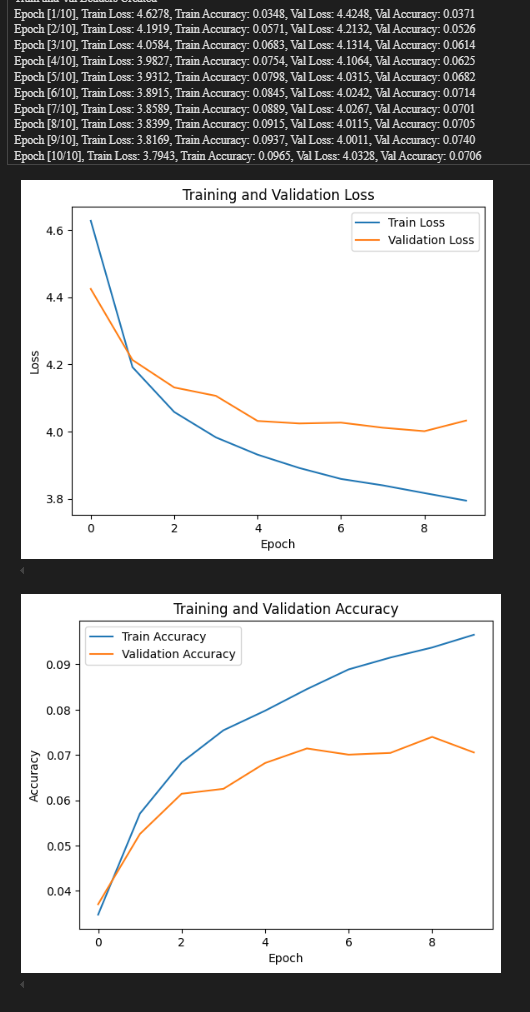 Train and Val Loaders Created
Epoch [1/10], Train Loss: 4.6278, Train Accuracy: 0.0348, Val Loss: 4.4248, Val Accuracy: 0.0371
Epoch [2/10], Train Loss: 4.1919, Train Accuracy: 0.0571, Val Loss: 4.2132, Val Accuracy: 0.0526
Epoch [3/10], Train Loss: 4.0584, Train Accuracy: 0.0683, Val Loss: 4.1314, Val Accuracy: 0.0614
Epoch [4/10], Train Loss: 3.9827, Train Accuracy: 0.0754, Val Loss: 4.1064, Val Accuracy: 0.0625
Epoch [5/10], Train Loss: 3.9312, Train Accuracy: 0.0798, Val Loss: 4.0315, Val Accuracy: 0.0682
Epoch [6/10], Train Loss: 3.8915, Train Accuracy: 0.0845, Val Loss: 4.0242, Val Accuracy: 0.0714
Epoch [7/10], Train Loss: 3.8589, Train Accuracy: 0.0889, Val Loss: 4.0267, Val Accuracy: 0.0701
Epoch [8/10], Train Loss: 3.8399, Train Accuracy: 0.0915, Val Loss: 4.0115, Val Accuracy: 0.0705
Epoch [9/10], Train Loss: 3.8169, Train Accuracy: 0.0937, Val Loss: 4.0011, Val Accuracy: 0.0740
Epoch [10/10], Train Loss: 3.7943, Train Accuracy: 0.0965, Val Loss: 4.0328, Val Accuracy: 0.0706
Training and Validation Loss
Train Loss
Validation Loss
4.6
4.4
4.2
4.0
3.8
Loss
0 2 4 6 8
Epoch
Training and Validation Accuracy
Train Accuracy
Validation Accuracy
0.09
0.08
0.07
0.06
0.05
0.04
Accuracy
0 2 4 6 8
Epoch